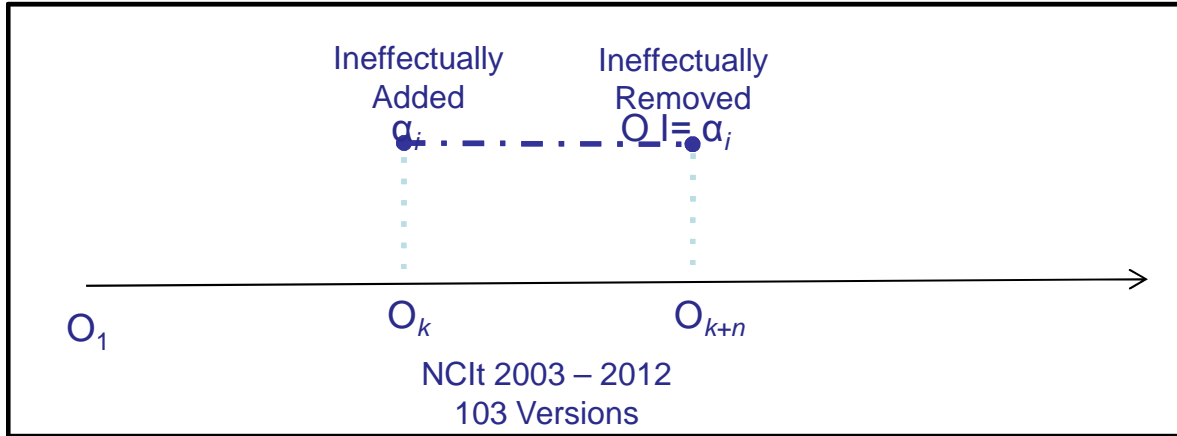 Ineffectually
Added
α𝑖
Ineffectually
Removed
O I= α𝑖
O1
Ok
Ok+n
NCIt 2003 – 2012
103 Versions